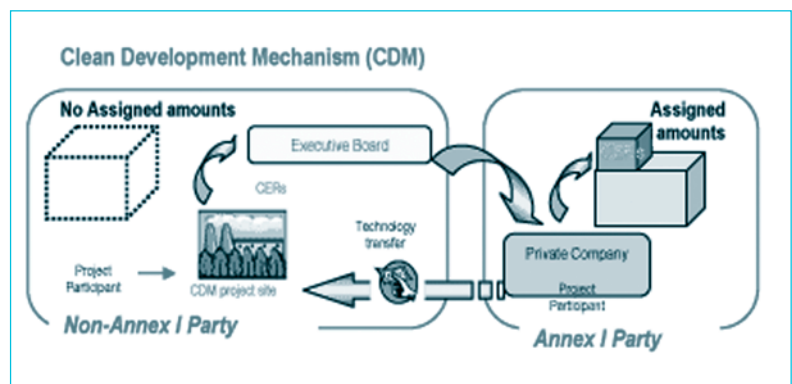 Clean Development Mechanism (CDM)
No Assigned amounts
Assigned
amounts
Executive Board
CERs
Technology
transfer
Private Company
Project
Participant
CDM project site
Project
Participant
Non-Annex I Party
Annex I Party